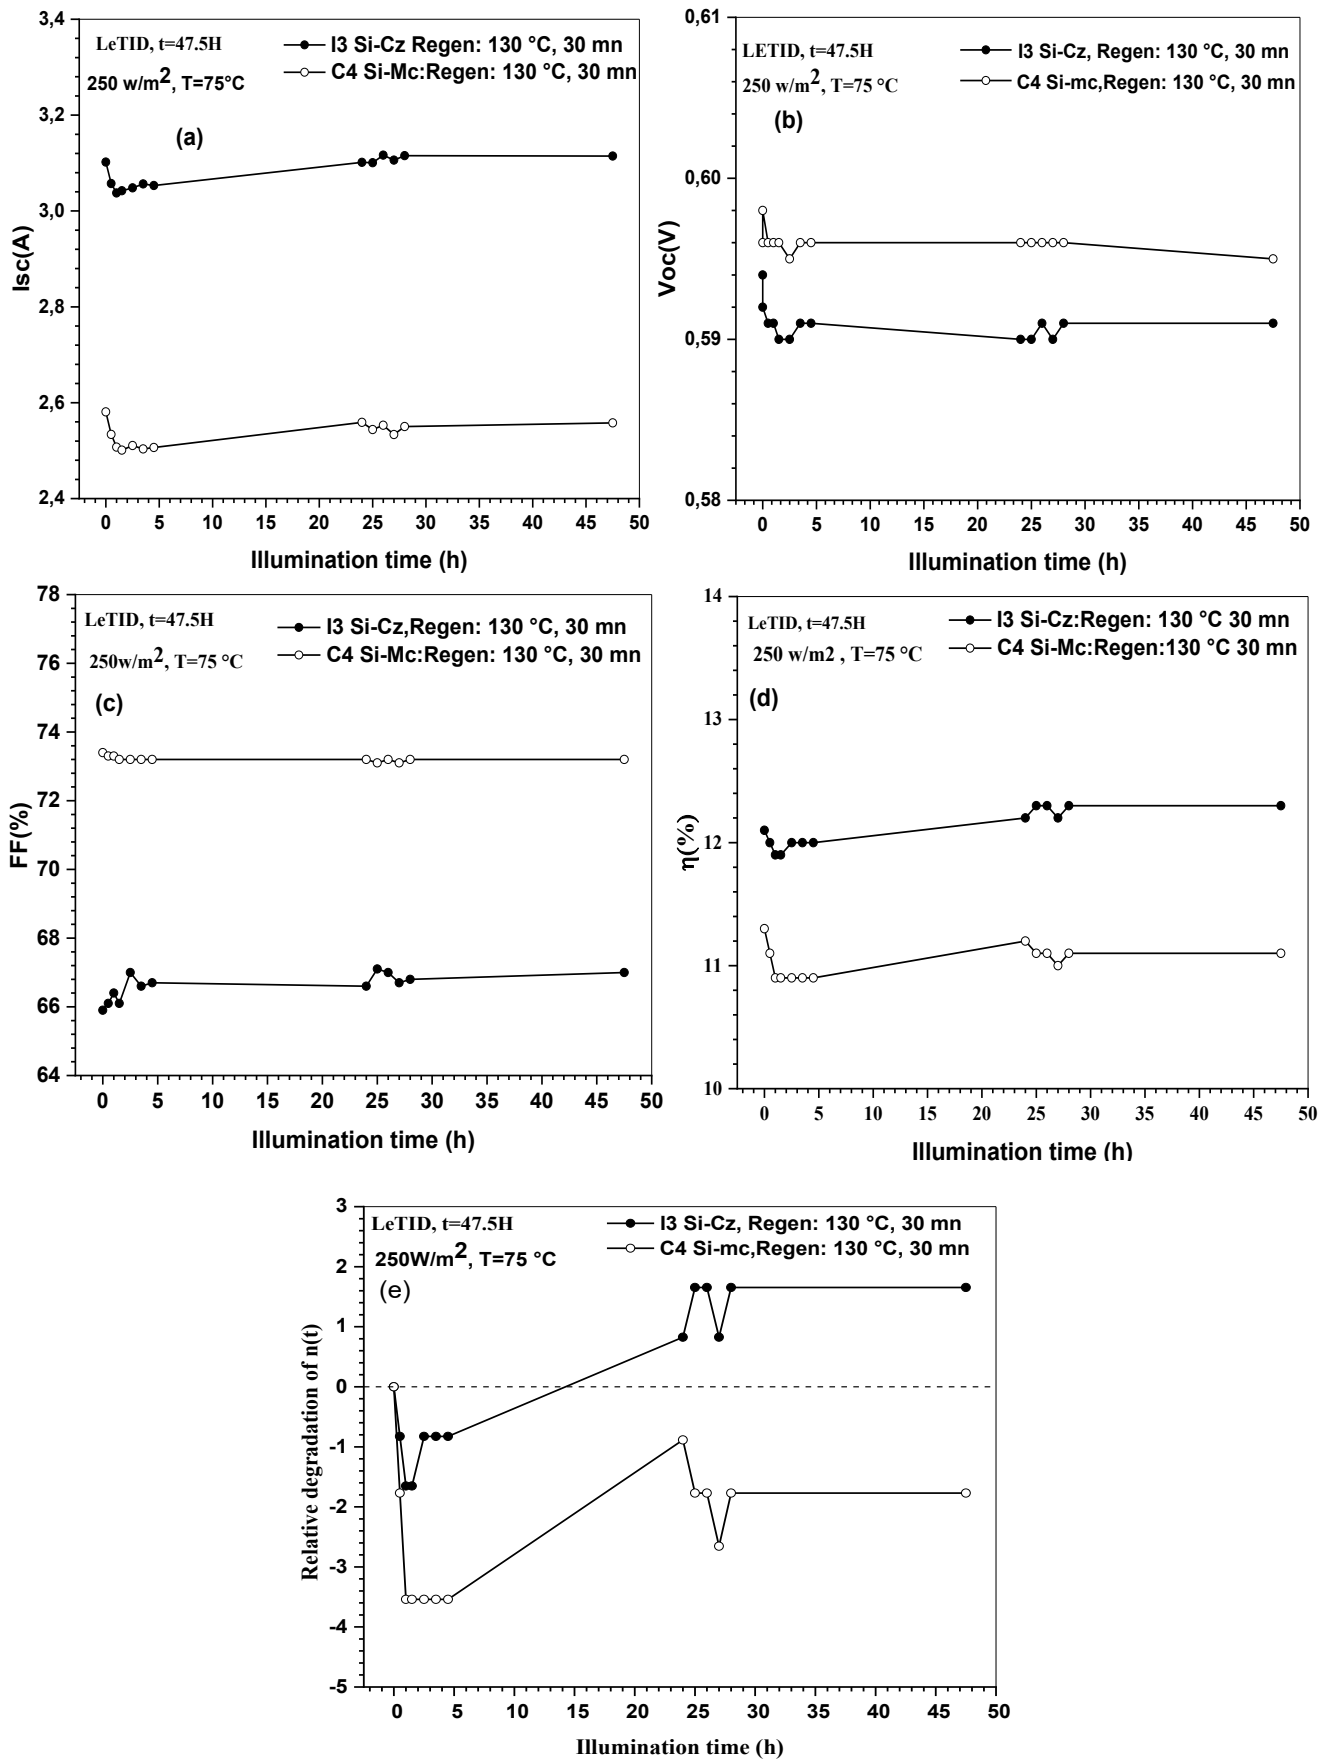 3,4
3,2
3,0
2,8
2,6
2,4
Isc(A)
LeTID, t=47.5H
250 w/m², T=75°C
I3 Si-Cz Regen: 130 °C, 30 mn
C4 Si-Mc:Regen: 130 °C, 30 mn
(a)
0 5 10 15 20 25 30 35 40 45 50
Illumination time (h)
0,61
0,60
0,59
0,58
Voc(V)
LETID, t=47.5H
250 w/m², T=75 °C
I3 Si-Cz, Regen: 130 °C, 30 mn
C4 Si-mc,Regen: 130 °C, 30 mn
(b)
0 5 10 15 20 25 30 35 40 45 50
Illumination time (h)
78
76
74
72
70
68
66
64
FF(%)
LeTID, t=47.5H
250w/m², T=75 °C
I3 Si-Cz,Regen: 130 °C, 30 mn
C4 Si-Mc:Regen: 130 °C, 30 mn
(c)
0 5 10 15 20 25 30 35 40 45 50
Illumination time (h)
14
13
12
11
10
η(%)
LeTID, t=47.5H
250 w/m2 , T=75 °C
I3 Si-Cz:Regen: 130 °C 30 mn
C4 Si-Mc:Regen:130 °C 30 mn
(d)
0 5 10 15 20 25 30 35 40 45 50
Illumination time (h)
3
2
1
0
-1
-2
-3
-4
-5
Relative degradation of n(t)
LeTID, t=47.5H
250W/m², T=75 °C
I3 Si-Cz, Regen: 130 °C, 30 mn
C4 Si-mc,Regen: 130 °C, 30 mn
(e)
0 5 10 15 20 25 30 35 40 45 50
Illumination time (h)